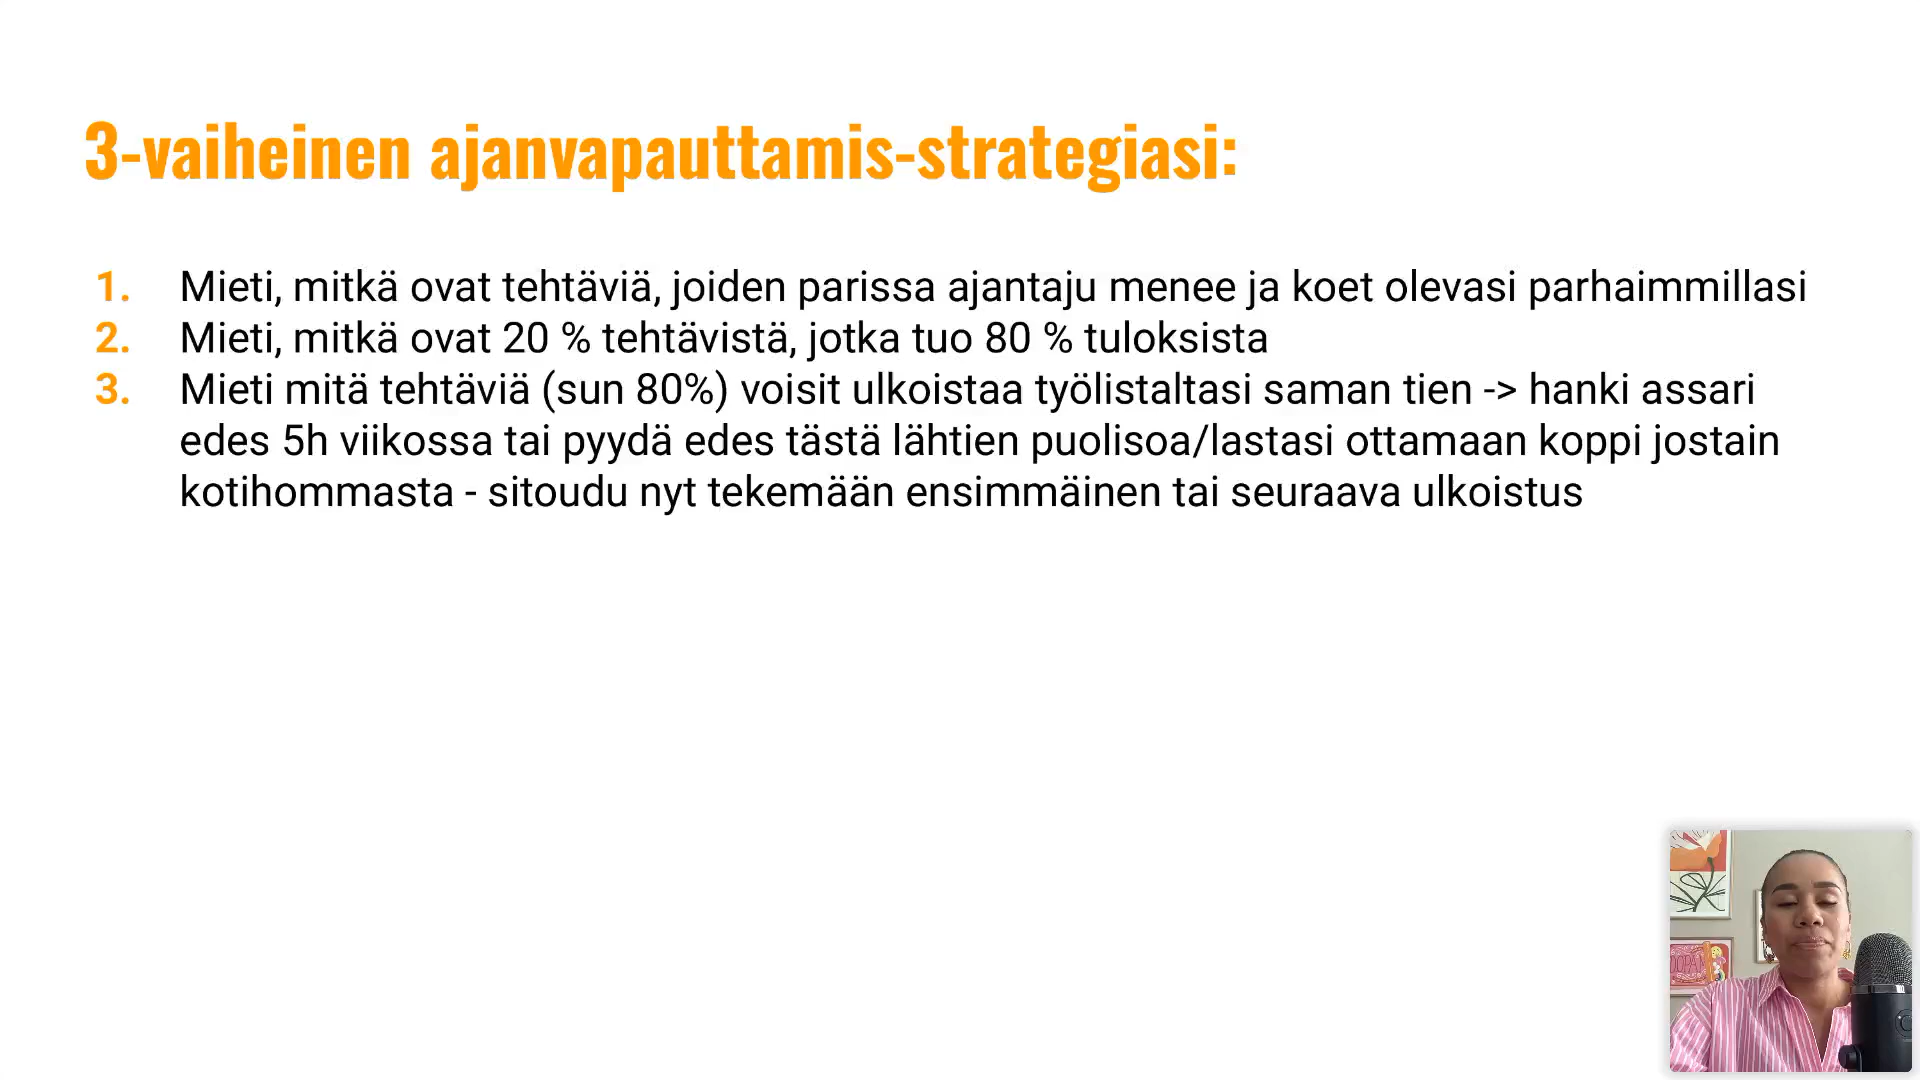 3-vaiheinen ajanvapauttamis-strategiasi:
1. Mieti, mitkä ovat tehtäviä, joiden parissa ajantaju menee ja koet olevasi parhaimmillasi
2. Mieti, mitkä ovat 20 % tehtävistä, jotka tuo 80 % tuloksista
3. Mieti mitä tehtäviä (sun 80%) voisit ulkoistaa työlistaltasi saman tien -> hanki assari
edes 5h viikossa tai pyydä edes tästä lähtien puolisoa/lastasi ottamaan koppi jostain
kotihommasta - sitoudu nyt tekemään ensimmäinen tai seuraava ulkoistus